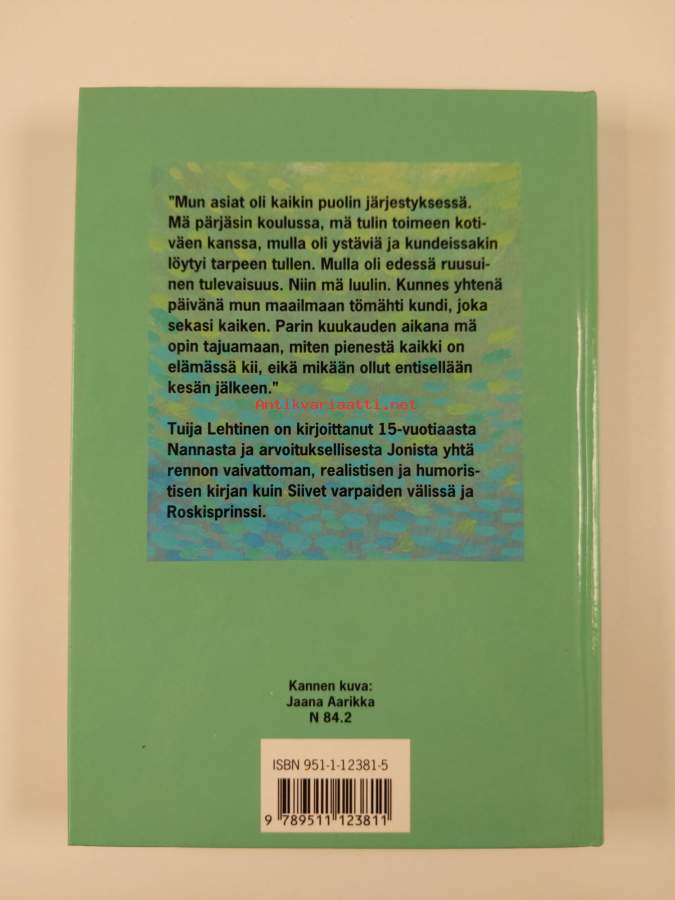 "Mun asiat oli kaikin puolin järjestyksessä.
Mä pärjäsin koulussa, mä tulin toimeen koti-
väen kanssa, mulla oli ystäviä ja kundeissakin
löytyi tarpeen tullen. Mulla oli edessä ruusui-
nen tulevaisuus. Niin mä luulin. Kunnes yhtenä
päivänä mun maailmaan tömähti kundi, joka
sekasi kaiken. Parin kuukauden aikana mä
opin tajuamaan, miten pienestä kaikki on
elämässä kii, eikä mikään ollut entisellään
kesän jälkeen."
Antikvariaatti.net
Tuija Lehtinen on kirjoittanut 15-vuotiaasta
Nannasta ja arvoituksellisesta Jonista yhtä
rennon vaivattoman, realistisen ja humoris-
tisen kirjan kuin Siivet varpaiden välissä ja
Roskisprinssi.
Kannen kuva:
Jaana Aarikka
N 84.2
ISBN 951-1-12381-5
9 789511 123811